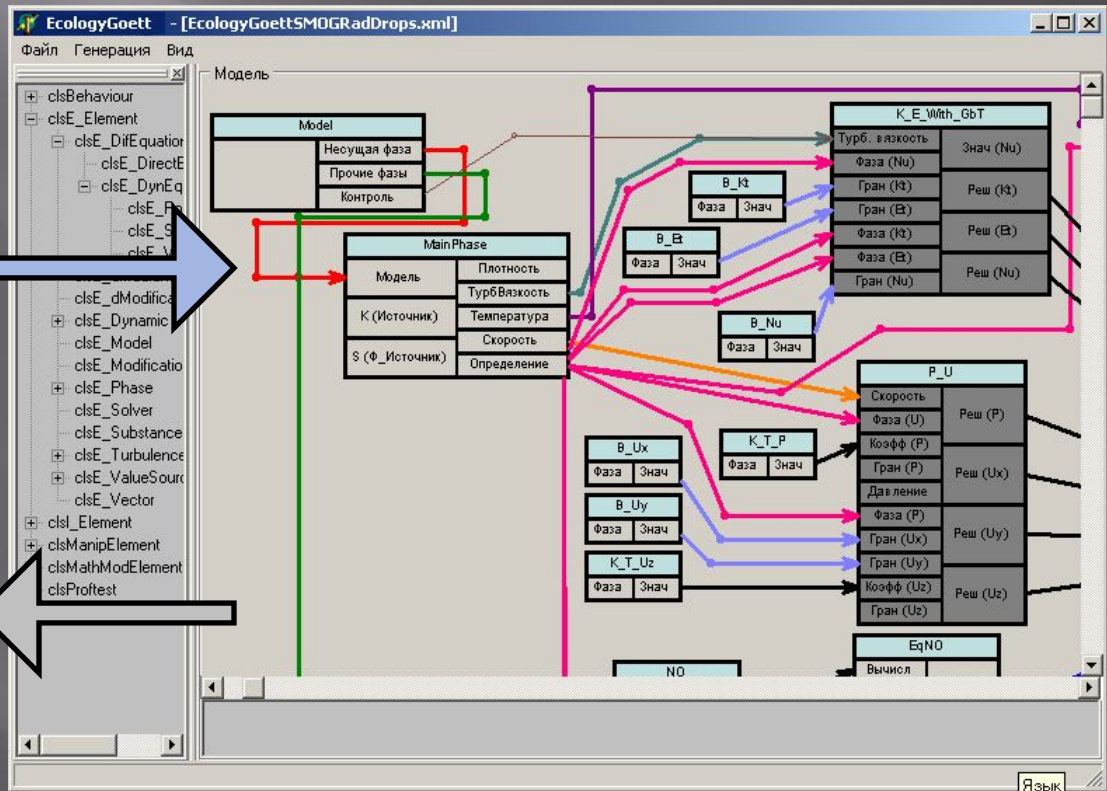 EcologyGoett - [EcologyGoettSMOGRadDrops.xml]
Файл Генерация Вид
clsBehaviour
clsE_Element
clsE_DifEquation
clsE_DirectE
clsE_DynEq
clsE_S
clsE_V
clsE_dModifica
clsE_Dynamic
clsE_Model
clsE_Modificatio
clsE_Phase
clsE_Solver
clsE_Substance
clsE_Turbulence
clsE_ValueSour
clsE_Vector
clsI_Element
clsManipElement
clsMathModElement
clsProftest
Модель
Model
Несущая фаза
Прочие фазы
Контроль
MainPhase
Модель
K (Источник)
S (Ф_Источник)
Плотность
ТурбВязкость
Температура
Скорость
Определение
B_Kt
Фаза Знач
B_Et
Фаза Знач
B_Nu
Фаза Знач
K_E_With_GbT
Турб. вязкость
Фаза (Nu)
Гран (Kt)
Гран (Et)
Фаза (Kt)
Фаза (Et)
Гран (Nu)
Знач (Nu)
Реш (Kt)
Реш (Et)
Реш (Nu)
B_Ux
Фаза Знач
B_Uy
Фаза Знач
K_T_Uz
Фаза Знач
K_T_P
Фаза Знач
P_U
Скорость
Фаза (U)
Коэфф (P)
Гран (P)
Давление
Фаза (P)
Гран (Ux)
Гран (Uy)
Коэфф (Uz)
Гран (Uz)
Реш (P)
Реш (Ux)
Реш (Uy)
Реш (Uz)
NO
EqNO
Вычисл
Язык